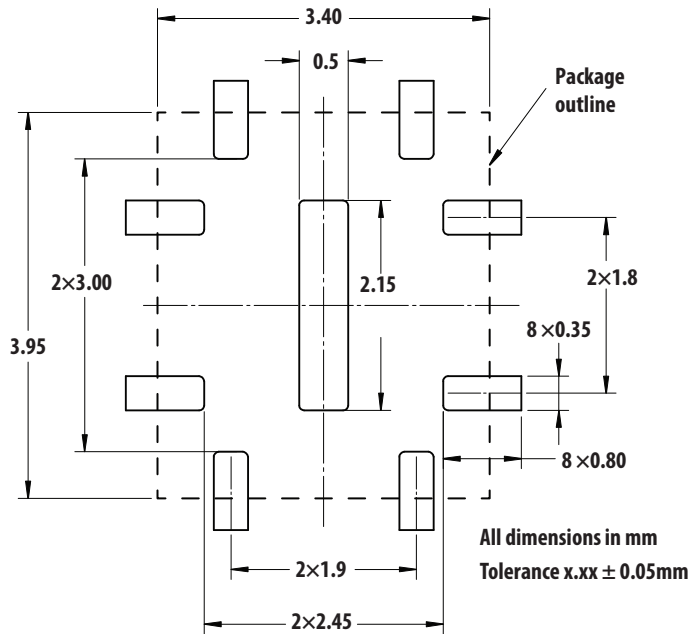 3.40
0.5
Package
outline
2×3.00
2.15
2×1.8
3.95
8 ×0.35
8 ×0.80
All dimensions in mm
2×1.9
Tolerance x.xx ± 0.05mm
2×2.45